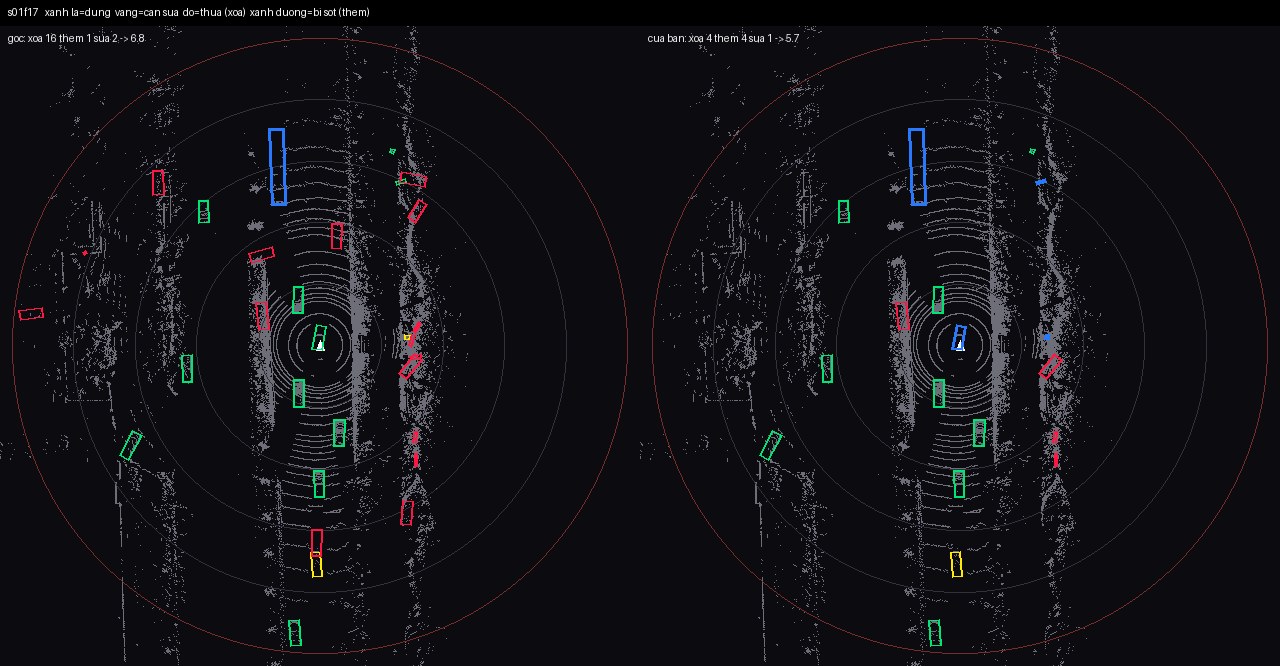 s01f17 xanh la=dung vang=can sua do=thua (xoa) xanh duong=bi sot (them)
goc: xoa 16 them 1 sua 2 -> 6.8
cua ban: xoa 4 them 4 sua 1 -> 5.7